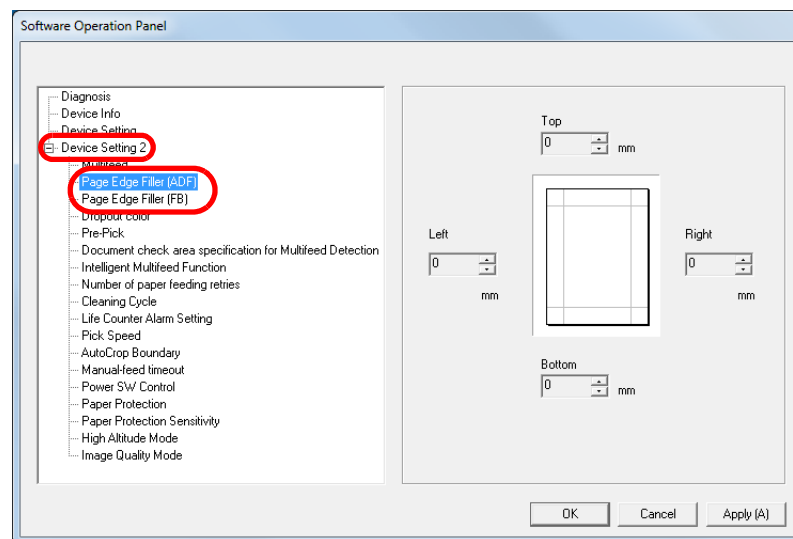 Software Operation Panel
Diagnosis
Device Info
Device Setting
Device Setting 2
Multifeed
Page Edge Filler (ADF)
Page Edge Filler (FB)
Dropout color
Pre-Pick
Document check area specification for Multifeed Detection
Intelligent Multifeed Function
Number of paper feeding retries
Cleaning Cycle
Life Counter Alarm Setting
Pick Speed
AutoCrop Boundary
Manual-feed timeout
Power SW Control
Paper Protection
Paper Protection Sensitivity
High Altitude Mode
Image Quality Mode
Top
0 mm
Left
0
mm
Right
0
mm
Bottom
0 mm
OK Cancel Apply (A)